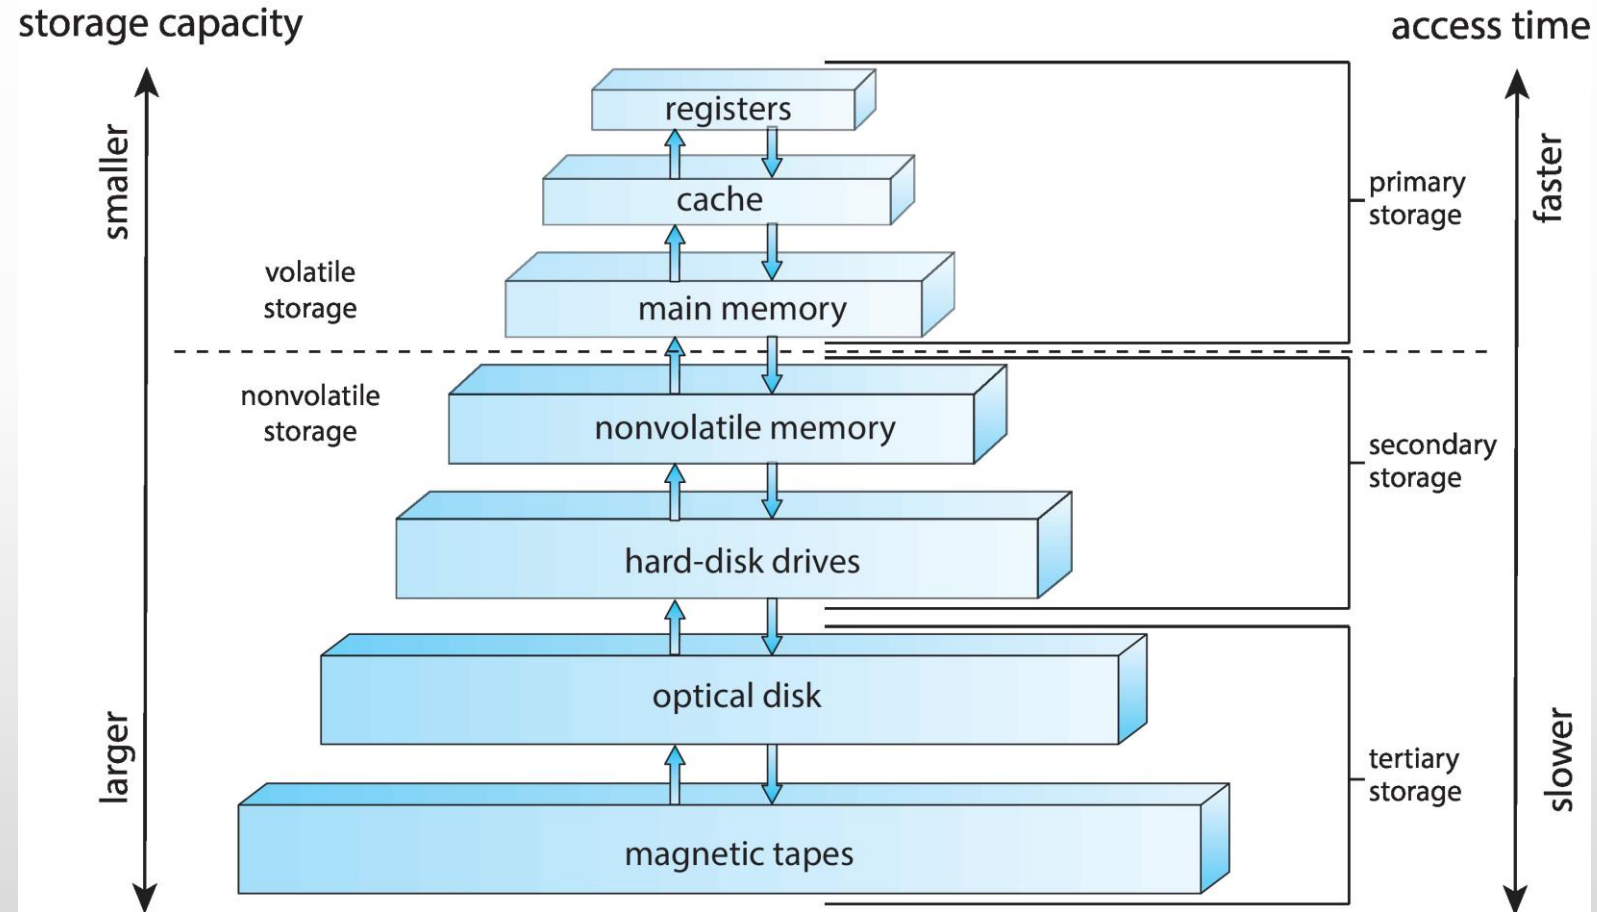 storage capacity
access time
registers
cache
main memory
nonvolatile memory
hard-disk drives
optical disk
magnetic tapes
smaller
larger
volatile
storage
nonvolatile
storage
primary
storage
secondary
storage
tertiary
storage
faster
slower